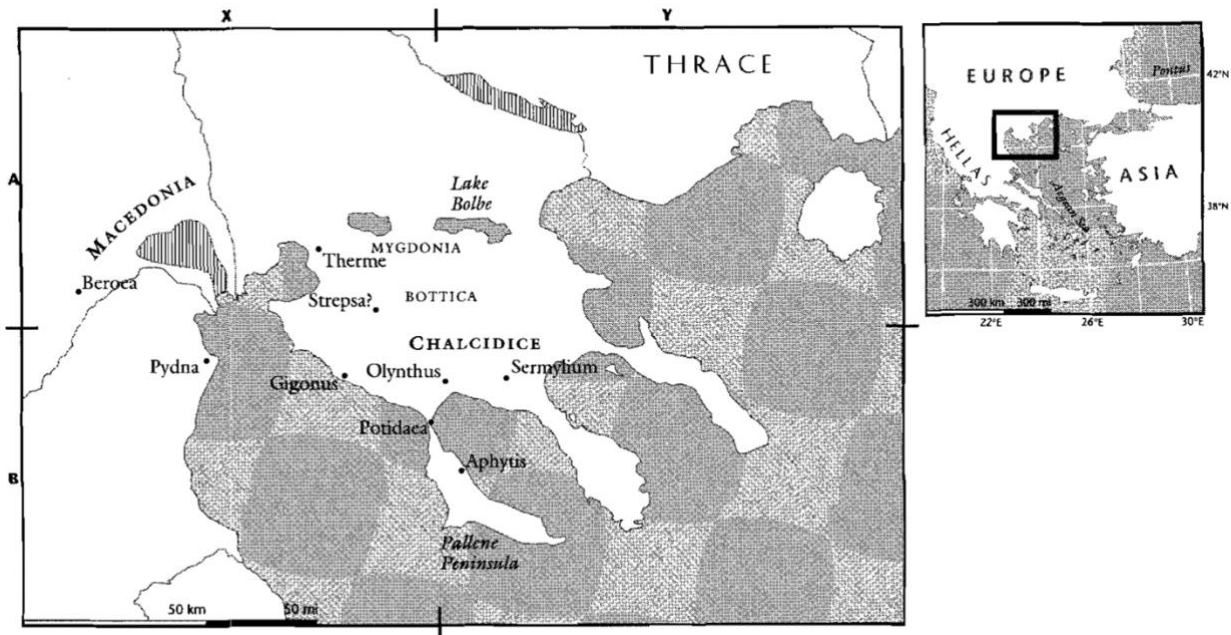 X
Y
THRACE
A
MACEDONIA
Lake
Bolbe
MYGDONIA
Therme
Beroea
Strepsa?
BOTTICA
CHALCIDICE
Pydna
Gigonus
Olynthus
Sermylium
Potidaea
B
Aphytis
Pallene
Peninsula
50 km
50 mi
EUROPE
Pontus
42°N
HELLAS
ASIA
Aegean Sea
38°N
300 km
300 mi
22°E
26°E
30°E